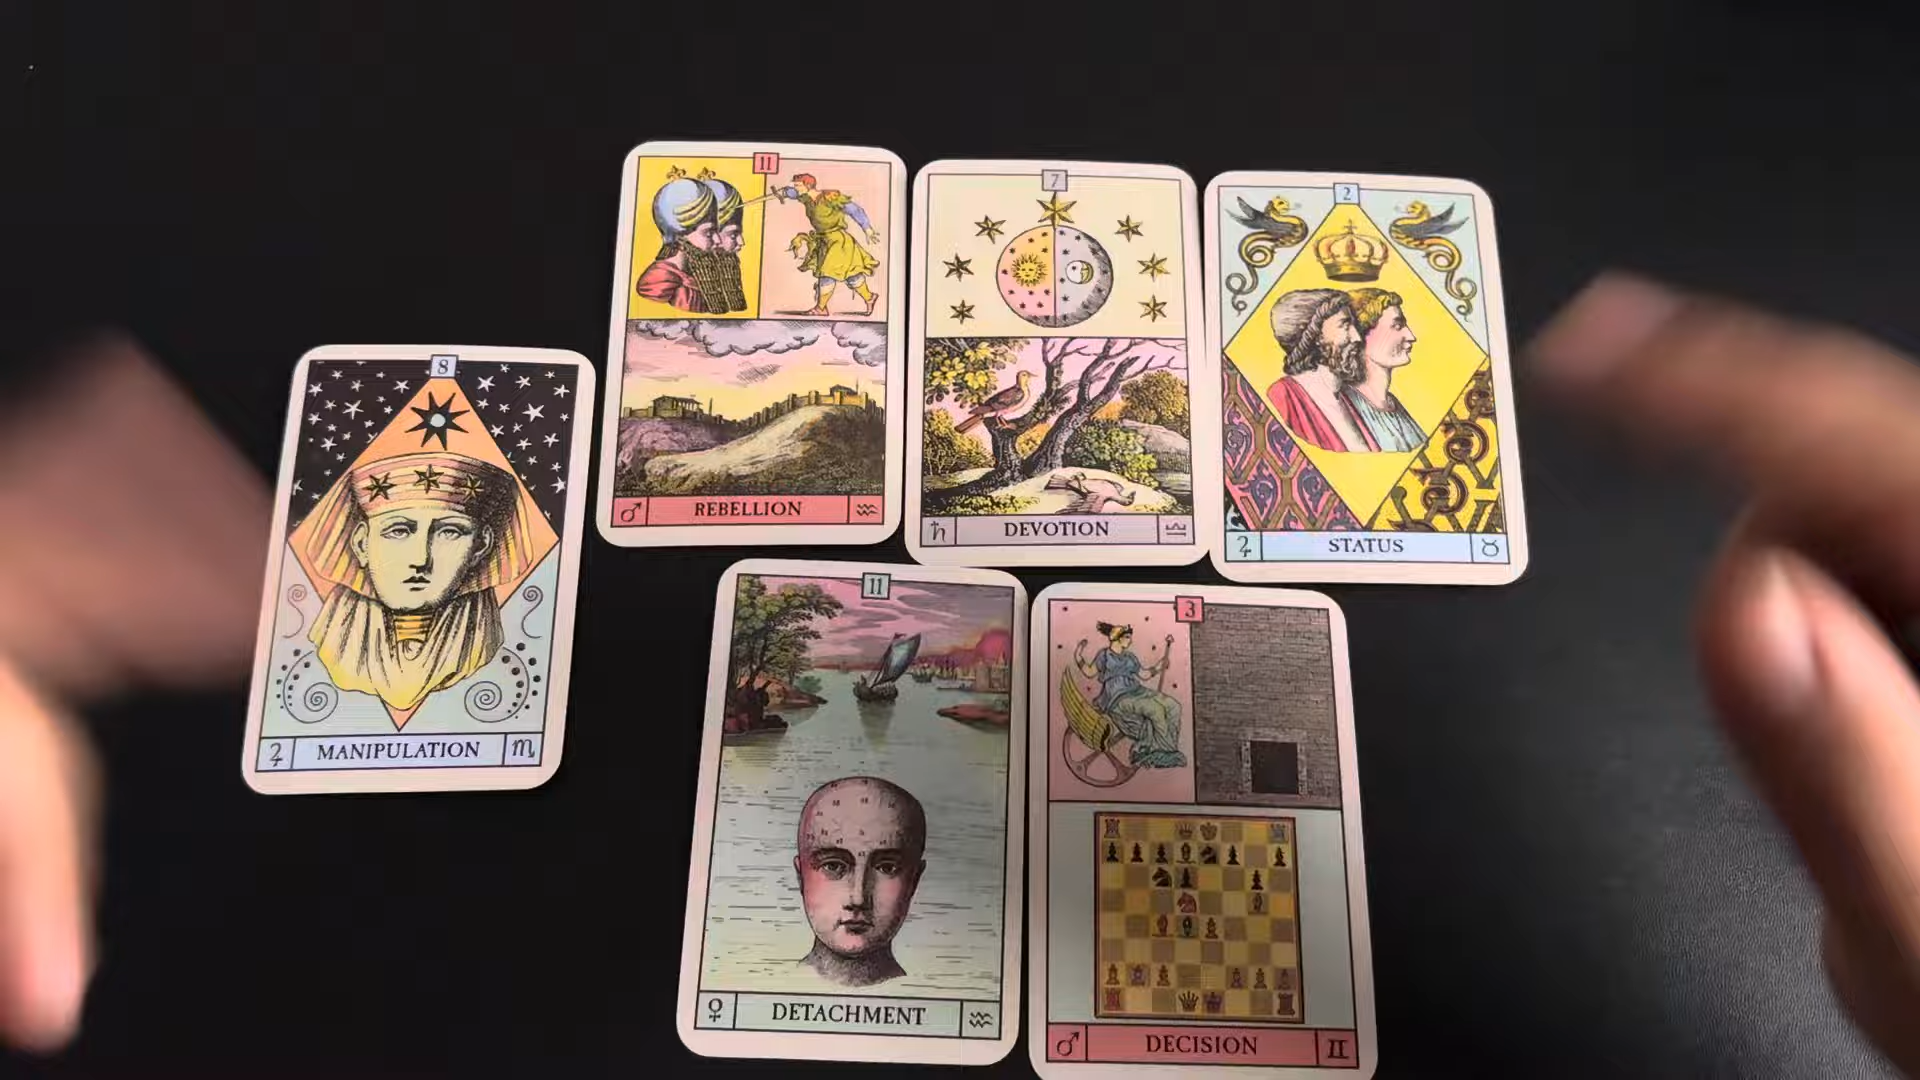 11
REBELLION
7
DEVOTION
2
STATUS
8
MANIPULATION
11
DETACHMENT
3
DECISION